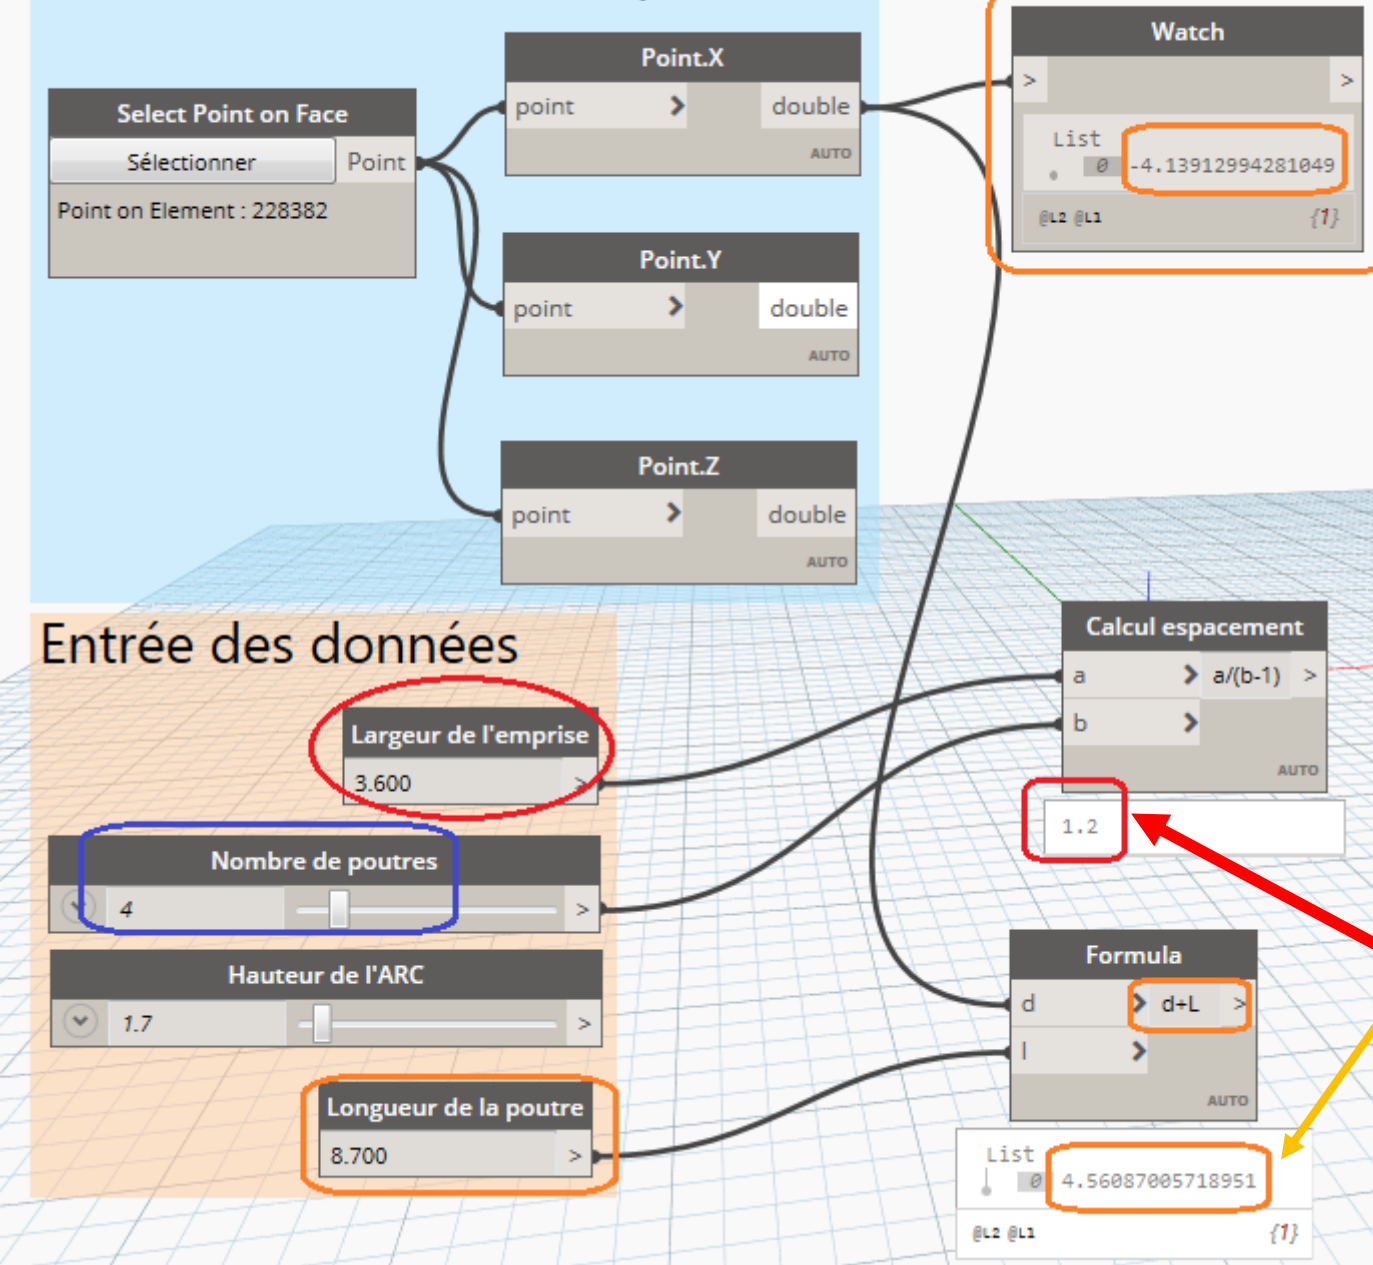 Select Point on Face
Sélectionner
Point
Point on Element : 228382
Point.X
point
>
double
AUTO
Point.Y
point
>
double
AUTO
Point.Z
point
>
double
AUTO
Watch
>
>
List
0
-4.13912994281049
@L2 @L1
{1}
Entrée des données
Largeur de l'emprise
3.600
>
Nombre de poutres
4
>
Hauteur de l'ARC
1.7
>
Longueur de la poutre
8.700
>
Calcul espacement
a
>
a/(b-1)
>
b
>
AUTO
1.2
Formula
d
>
d+L
>
l
>
AUTO
List
0
4.56087005718951
@L2 @L1
{1}